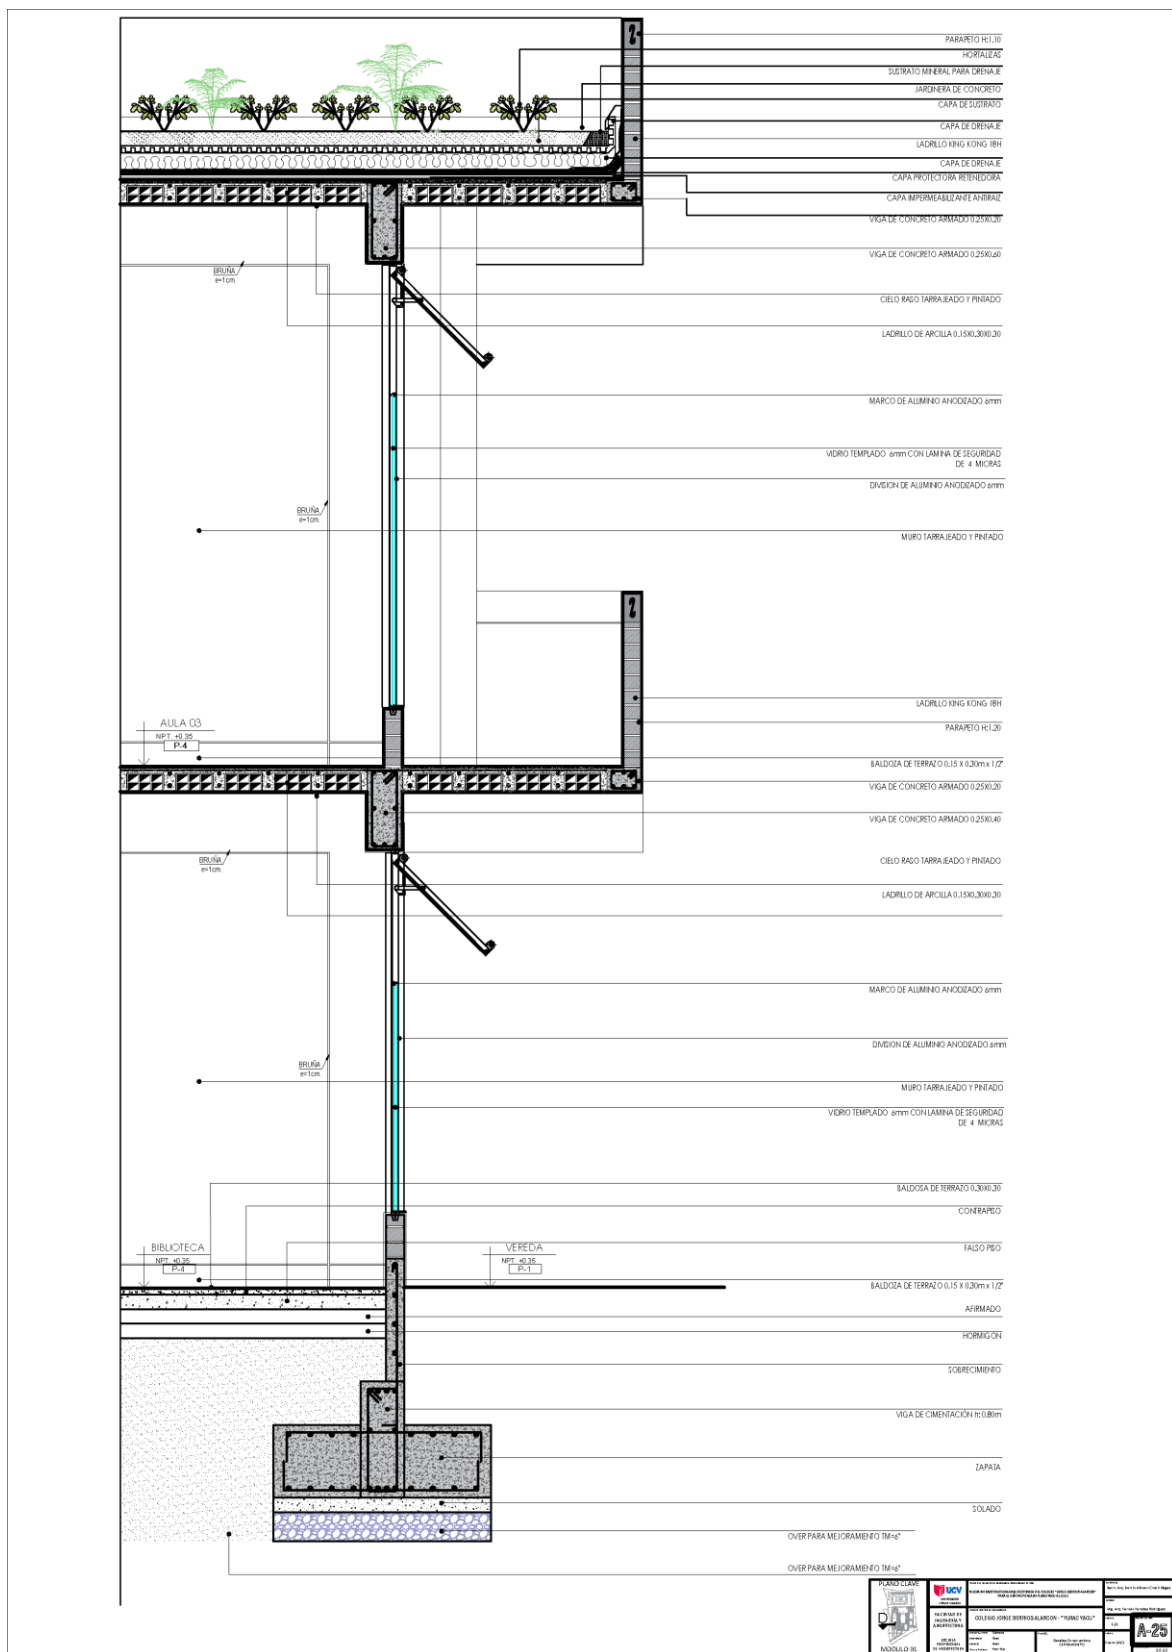 PARAPETO H:1.10
HORTALIZAS
SUSTRATO MINERAL PARA DRENAJE
JARDINERA DE CONCRETO
CAPA DE SUSTRATO
CAPA DE DRENAJE
LADRILLO KING KONG 18H
CAPA DE DRENAJE
CAPA PROTECTORA RETENEDORA
CAPA IMPERMEABILIZANTE ANTIRAIZ
VIGA DE CONCRETO ARMADO 0.25X0.20
VIGA DE CONCRETO ARMADO 0.25X0.60
BRUÑA
e=1cm.
CIELO RASO TARRAJEADO Y PINTADO
LADRILLO DE ARCILLA 0.15X0.30X0.30
MARCO DE ALUMINIO ANODIZADO 6mm
VIDRIO TEMPLADO 6mm CON LAMINA DE SEGURIDAD
DE 4 MICRAS
DIVISION DE ALUMINIO ANODIZADO 6mm
BRUÑA
e=1cm.
MURO TARRAJEADO Y PINTADO
LADRILLO KING KONG 18H
AULA 03
NPT. +0.35
P-4
PARAPETO H:1.20
BALDOZA DE TERRAZO 0.15 X 0.30m x 1/2"
VIGA DE CONCRETO ARMADO 0.25X0.20
VIGA DE CONCRETO ARMADO 0.25X0.40
BRUÑA
e=1cm.
CIELO RASO TARRAJEADO Y PINTADO
LADRILLO DE ARCILLA 0.15X0.30X0.30
MARCO DE ALUMINIO ANODIZADO 6mm
DIVISION DE ALUMINIO ANODIZADO 6mm
BRUÑA
e=1cm.
MURO TARRAJEADO Y PINTADO
VIDRIO TEMPLADO 6mm CON LAMINA DE SEGURIDAD
DE 4 MICRAS
BALDOSA DE TERRAZO 0.30X0.30
CONTRAPISO
BIBLIOTECA
NPT. +0.35
P-4
VEREDA
NPT. +0.35
P-1
FALSO PISO
BALDOZA DE TERRAZO 0.15 X 0.30m x 1/2"
AFIRMADO
HORMIGON
SOBRECIMIENTO
VIGA DE CIMENTACIÓN h: 0.80m
ZAPATA
SOLADO
OVER PARA MEJORAMIENTO TM=6"
OVER PARA MEJORAMIENTO TM=6"
PLANO CLAVE
D
MODULO 06
UCV
FACULTAD DE
INGENIERÍA Y
ARQUITECTURA
COLEGIO JORGE BERRIOS ALARCON - "YURAC YACU"
A-25